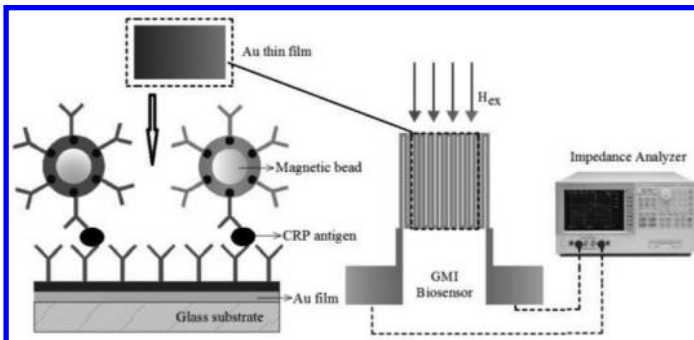 Au thin film
Hex
Impedance Analyzer
Magnetic bead
CRP antigen
GMI
Biosensor
Au film
Glass substrate